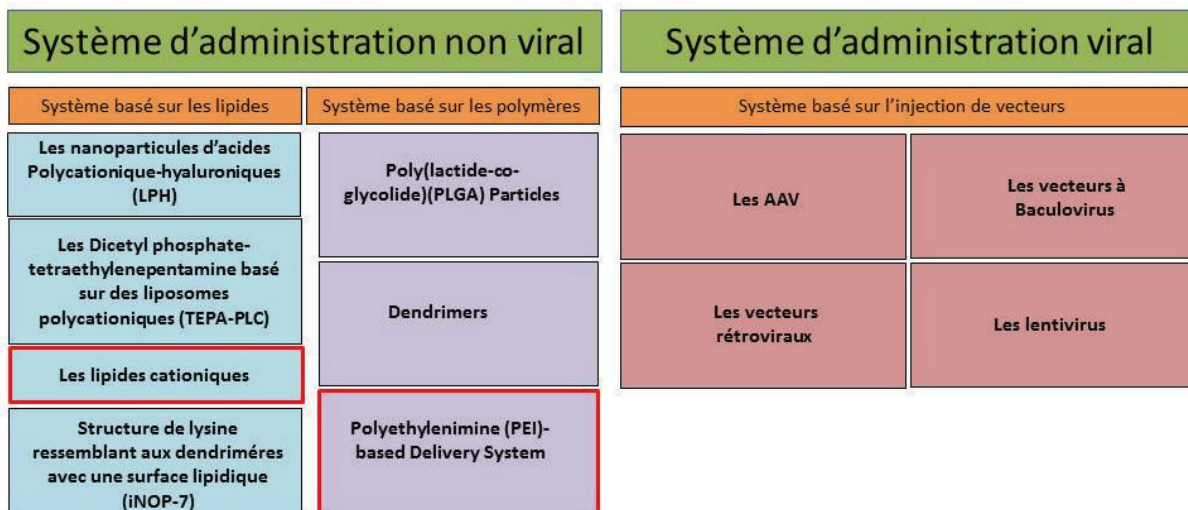 Système d'administration non viral
Système d'administration viral
Système basé sur les lipides
Système basé sur les polymères
Système basé sur l'injection de vecteurs
Les nanoparticules d'acides
Polycationique-hyaluroniques
(LPH)
Les Dicetyl phosphate-
tetraethylenepentamine basé
sur des liposomes
polycationiques (TEPA-PLC)
Les lipides cationiques
Structure de lysine
ressemblant aux dendriméres
avec une surface lipidique
(iNOP-7)
Poly(lactide-co-
glycolide)(PLGA) Particles
Dendrimers
Polyethylenimine (PEI)-
based Delivery System
Les AAV
Les vecteurs à
Baculovirus
Les vecteurs
rétroviraux
Les lentivirus